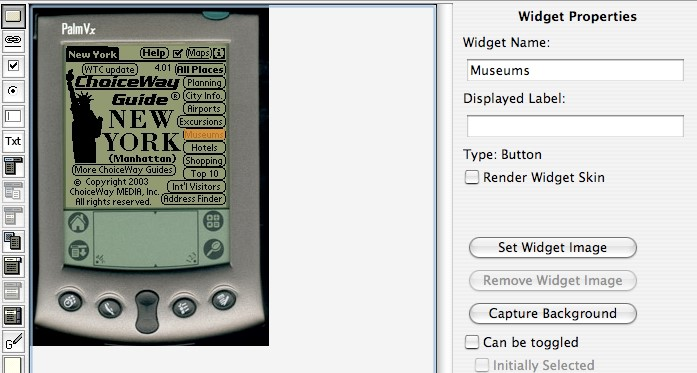 PalmVx
New York Help Maps i
WTC update 4.01 All Places
ChoiceWay
Guide ®
NEW
YORK
(Manhattan)
More ChoiceWay Guides
© Copyright 2003
ChoiceWay MEDIA, Inc.
All rights reserved.
Planning
City Info.
Airports
Excursions
Museums
Hotels
Shopping
Top 10
Int'l Visitors
Address Finder
Txt
G
Widget Properties
Widget Name:
Museums
Displayed Label:
Type: Button
Render Widget Skin
Set Widget Image
Remove Widget Image
Capture Background
Can be toggled
Initially Selected